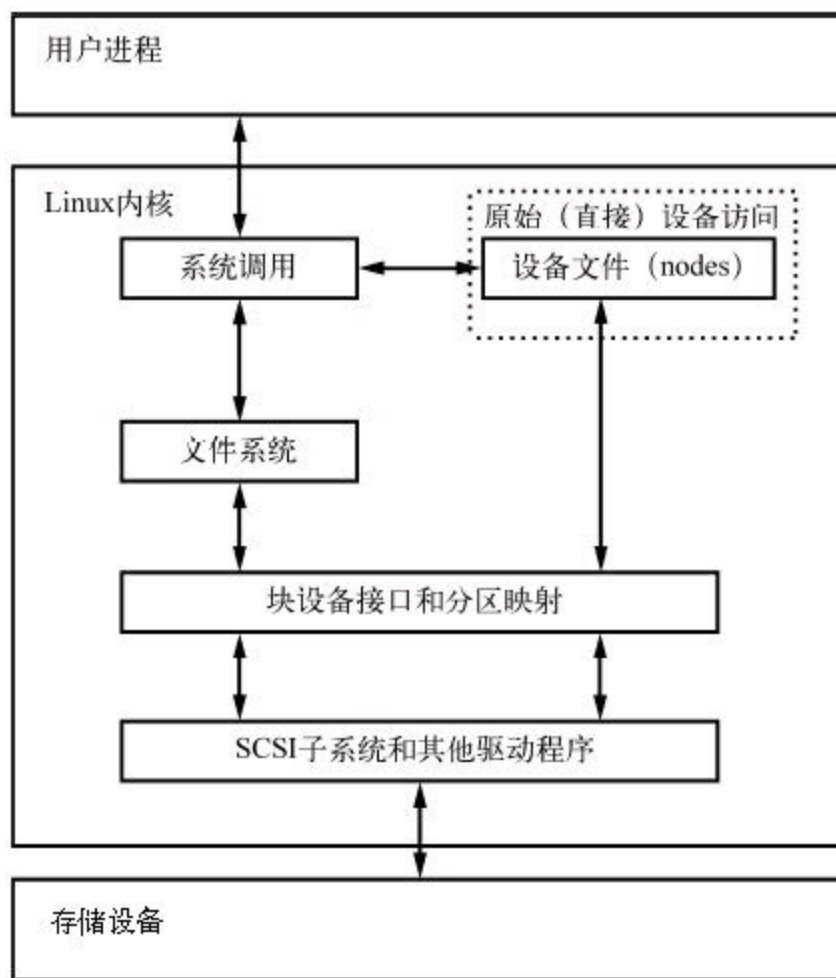 用户进程
Linux内核
原始（直接）设备访问
系统调用
设备文件（nodes）
文件系统
块设备接口和分区映射
SCSI子系统和其他驱动程序
存储设备